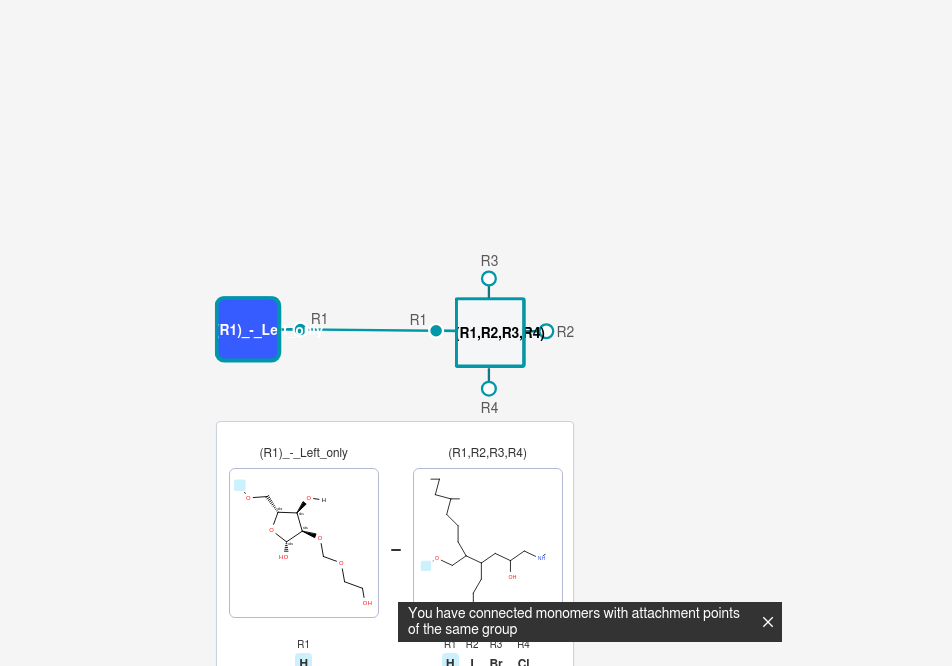 R3
R1
R1
(R1)_-_Left_only
(R1,R2,R3,R4)
R2
R4
(R1)_-_Left_only
(R1,R2,R3,R4)
O
O
H
O
O
HO
O
OH
O
OH
NH
You have connected monomers with attachment points
of the same group
R1
R1 R2 R3 R4
H
H I Br Cl